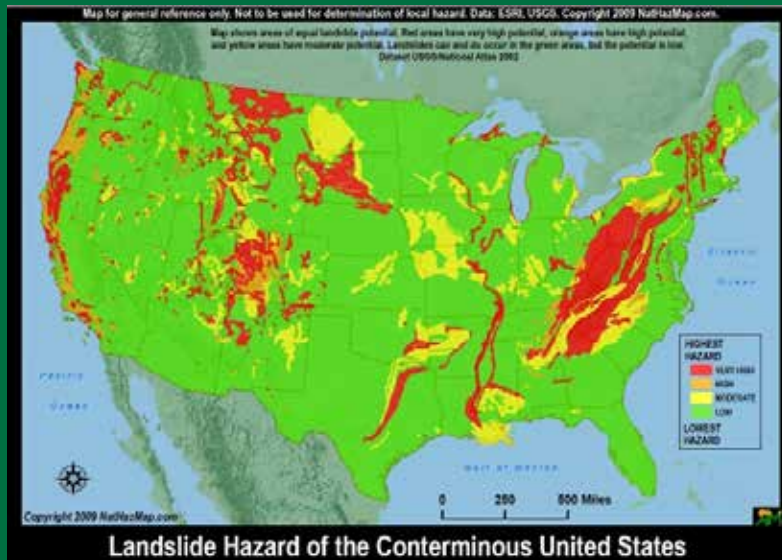 Map for general reference only. Not to be used for determination of local hazard. Data: ESRI, USGS. Copyright 2009 NatHazMap.com.
Map shows areas of equal landslide potential. Red areas have very high potential, orange areas have high potential,
and yellow areas have moderate potential. Landslides can and do occur in the green areas, but the potential is low.
Dataset USGS/National Atlas 2002
Atlantic
Ocean
Pacific
Ocean
HIGHEST
HAZARD
VERY HIGH
HIGH
MODERATE
LOW
LOWEST
HAZARD
Gulf of Mexico
0 250 500 Miles
Copyright 2009 NatHazMap.com
Landslide Hazard of the Conterminous United States